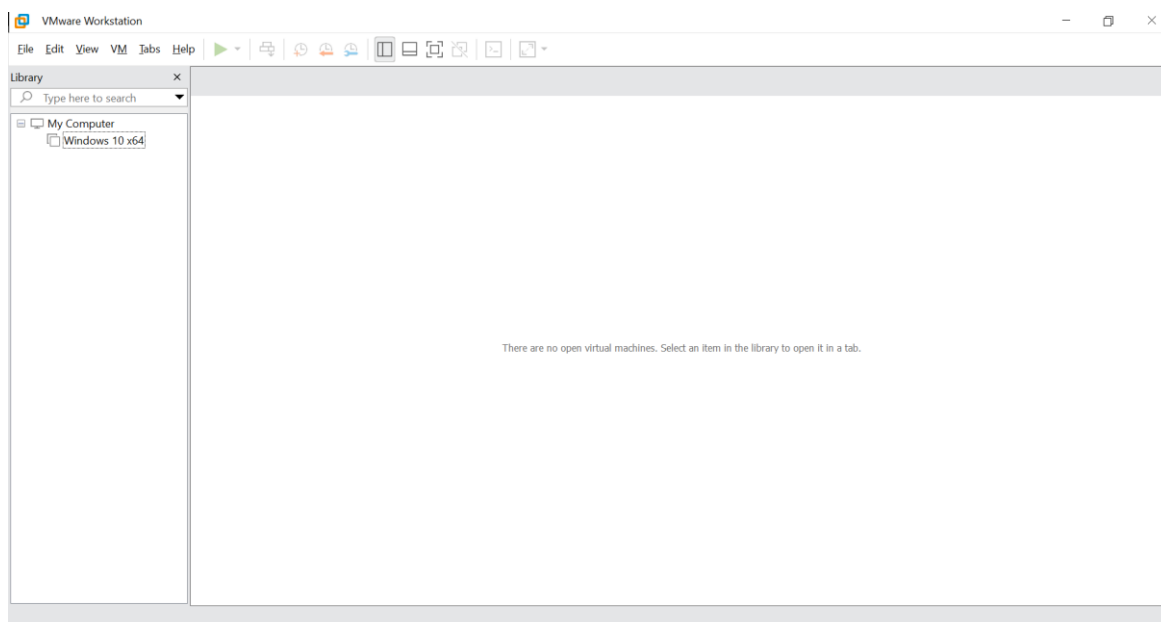 VMware Workstation
File Edit View VM Tabs Help
Library
Type here to search
My Computer
Windows 10 x64
There are no open virtual machines. Select an item in the library to open it in a tab.